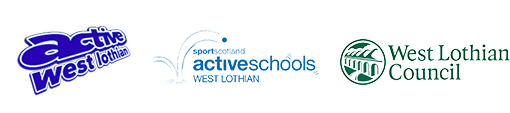 active
west lothian
sportscotland
activeschools
WEST LOTHIAN
West Lothian
Council